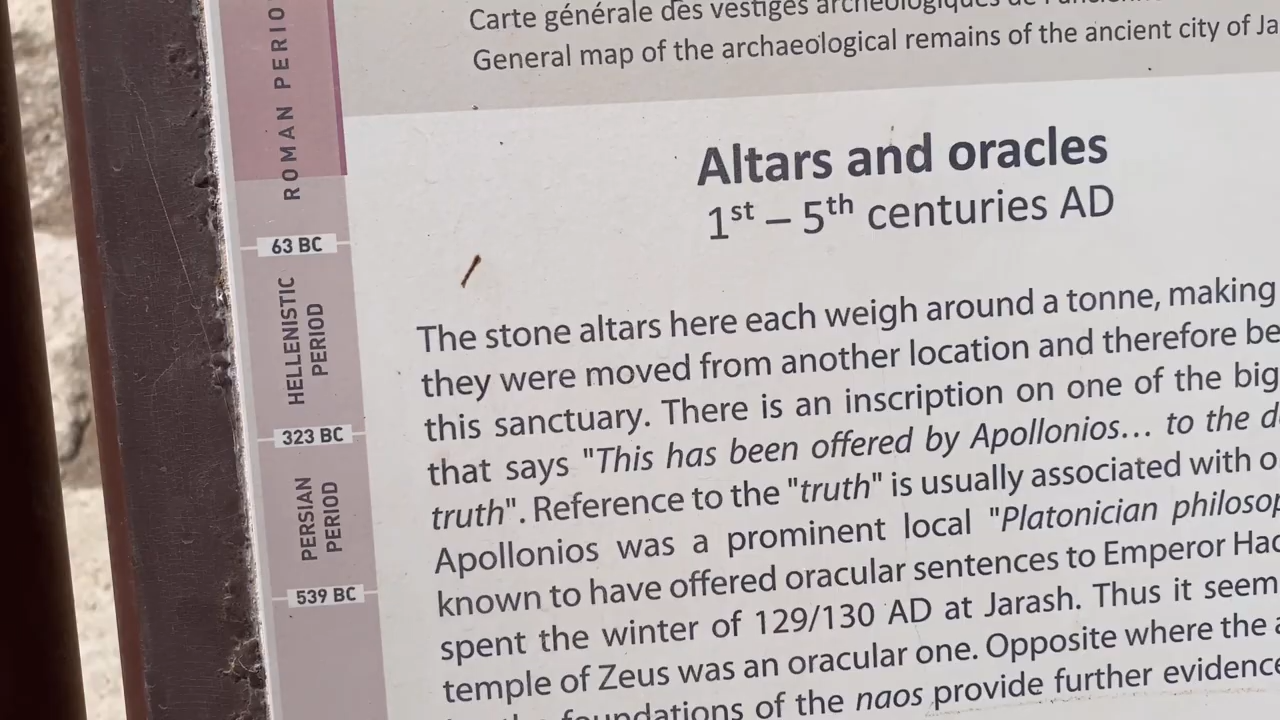 Carte générale des vestiges archéologiques de
General map of the archaeological remains of the ancient city of Ja
Altars and oracles
1st – 5th centuries AD
The stone altars here each weigh around a tonne, making
they were moved from another location and therefore be
this sanctuary. There is an inscription on one of the big
that says "This has been offered by Apollonios... to the d
truth". Reference to the "truth" is usually associated with o
Apollonios was a prominent local "Platonician philosop
known to have offered oracular sentences to Emperor Had
spent the winter of 129/130 AD at Jarash. Thus it seem
temple of Zeus was an oracular one. Opposite where the a
foundations of the naos provide further evidence
ROMAN PERIO
63 BC
HELLENISTIC
PERIOD
323 BC
PERSIAN
PERIOD
539 BC